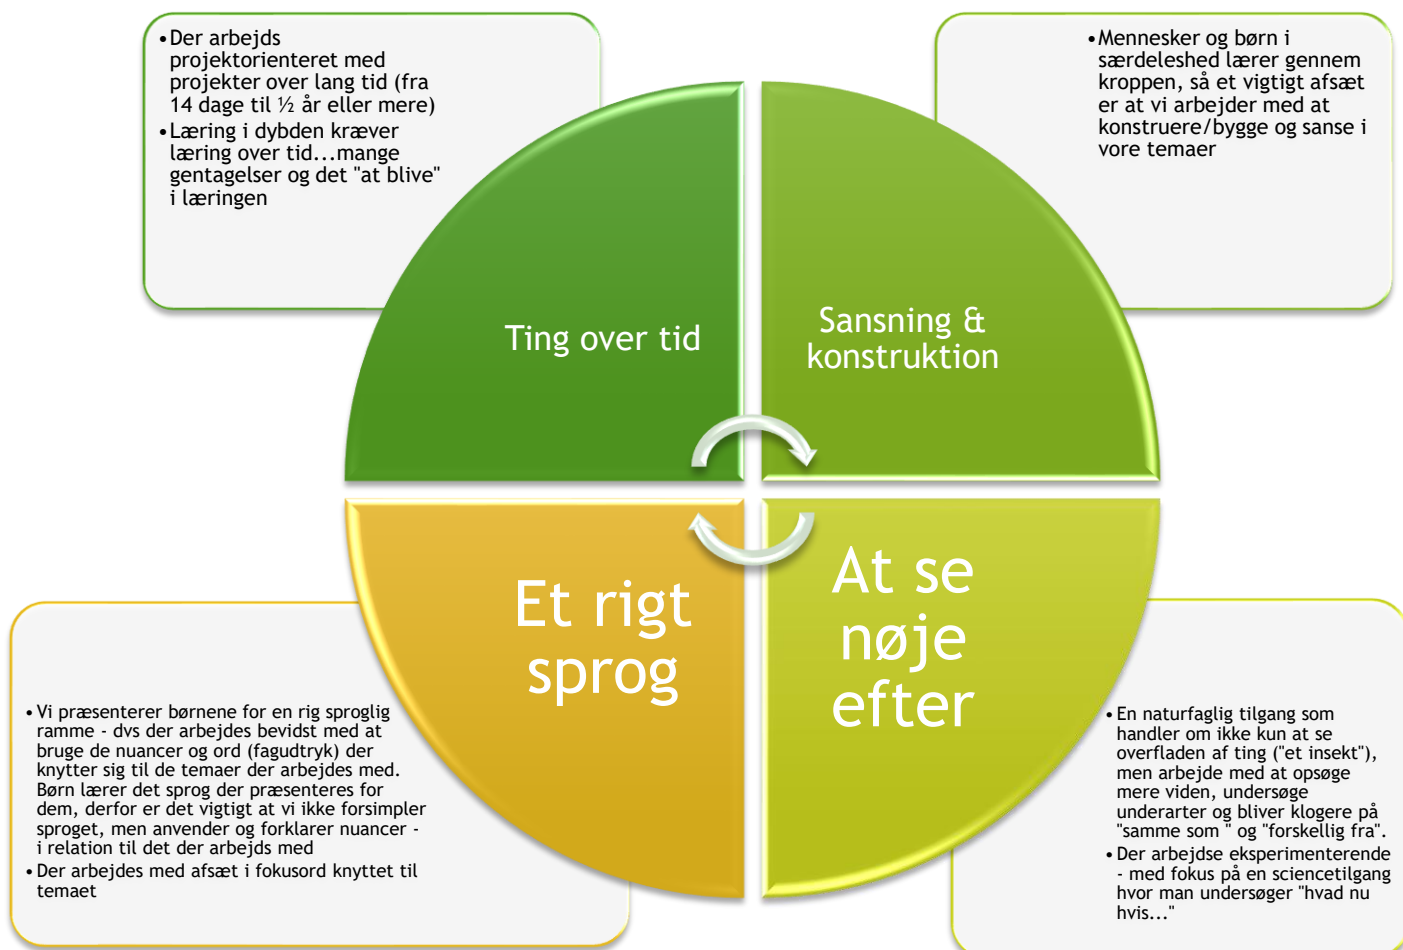 •Der arbejds
projektorienteret med
projekter over lang tid (fra
14 dage til ½ år eller mere)
•Læring i dybden kræver
læring over tid...mange
gentagelser og det "at blive"
i læringen
•Mennesker og børn i
særdeleshed lærer gennem
kroppen, så et vigtigt afsæt
er at vi arbejder med at
konstruere/bygge og sanse i
vore temaer
Ting over tid
Sansning &
konstruktion
Et rigt
sprog
At se
nøje
efter
•Vi præsenterer børnene for en rig sproglig
ramme - dvs der arbejdes bevidst med at
bruge de nuancer og ord (fagudtryk) der
knytter sig til de temaer der arbejdes med.
Børn lærer det sprog der præsenteres for
dem, derfor er det vigtigt at vi ikke forsimpler
sproget, men anvender og forklarer nuancer -
i relation til det der arbejds med
•Der arbejdes med afsæt i fokusord knyttet til
temaet
•En naturfaglig tilgang som
handler om ikke kun at se
overfladen af ting ("et insekt"),
men arbejde med at opsøge
mere viden, undersøge
underarter og bliver klogere på
"samme som " og "forskellig fra".
•Der arbejdse eksperimenterende
- med fokus på en sciencetilgang
hvor man undersøger "hvad nu
hvis..."